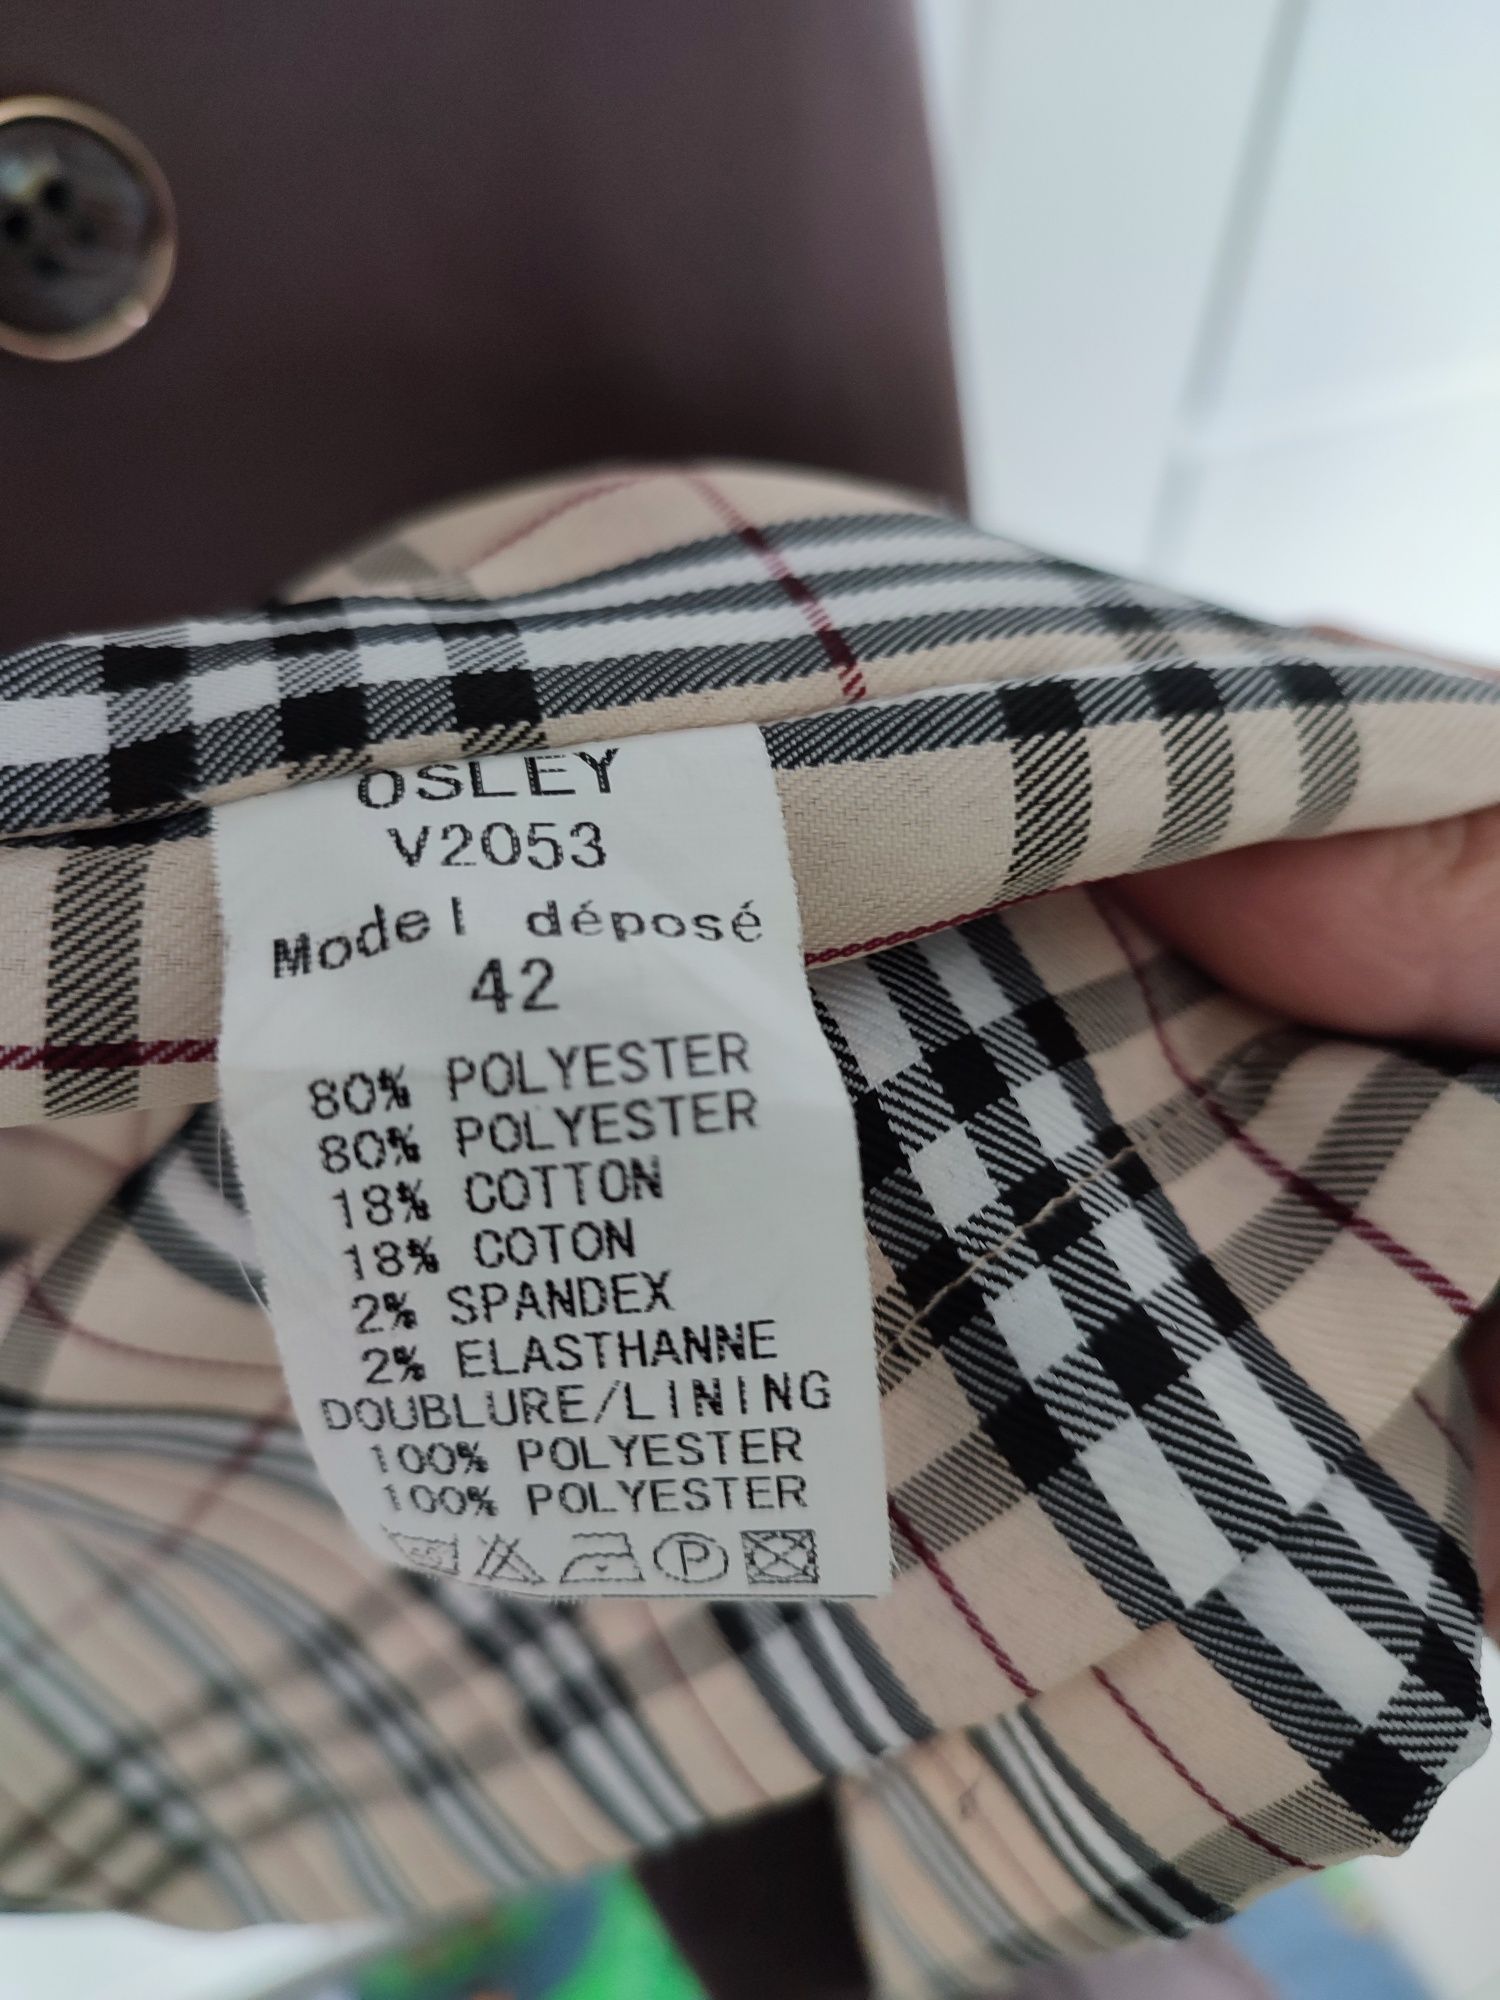 OSLEY
V2053
Model déposé
42
80% POLYESTER
80% POLYESTER
18% COTTON
18% COTON
2% SPANDEX
2% ELASTHANNE
DOUBLURE/LINING
100% POLYESTER
100% POLYESTER
P